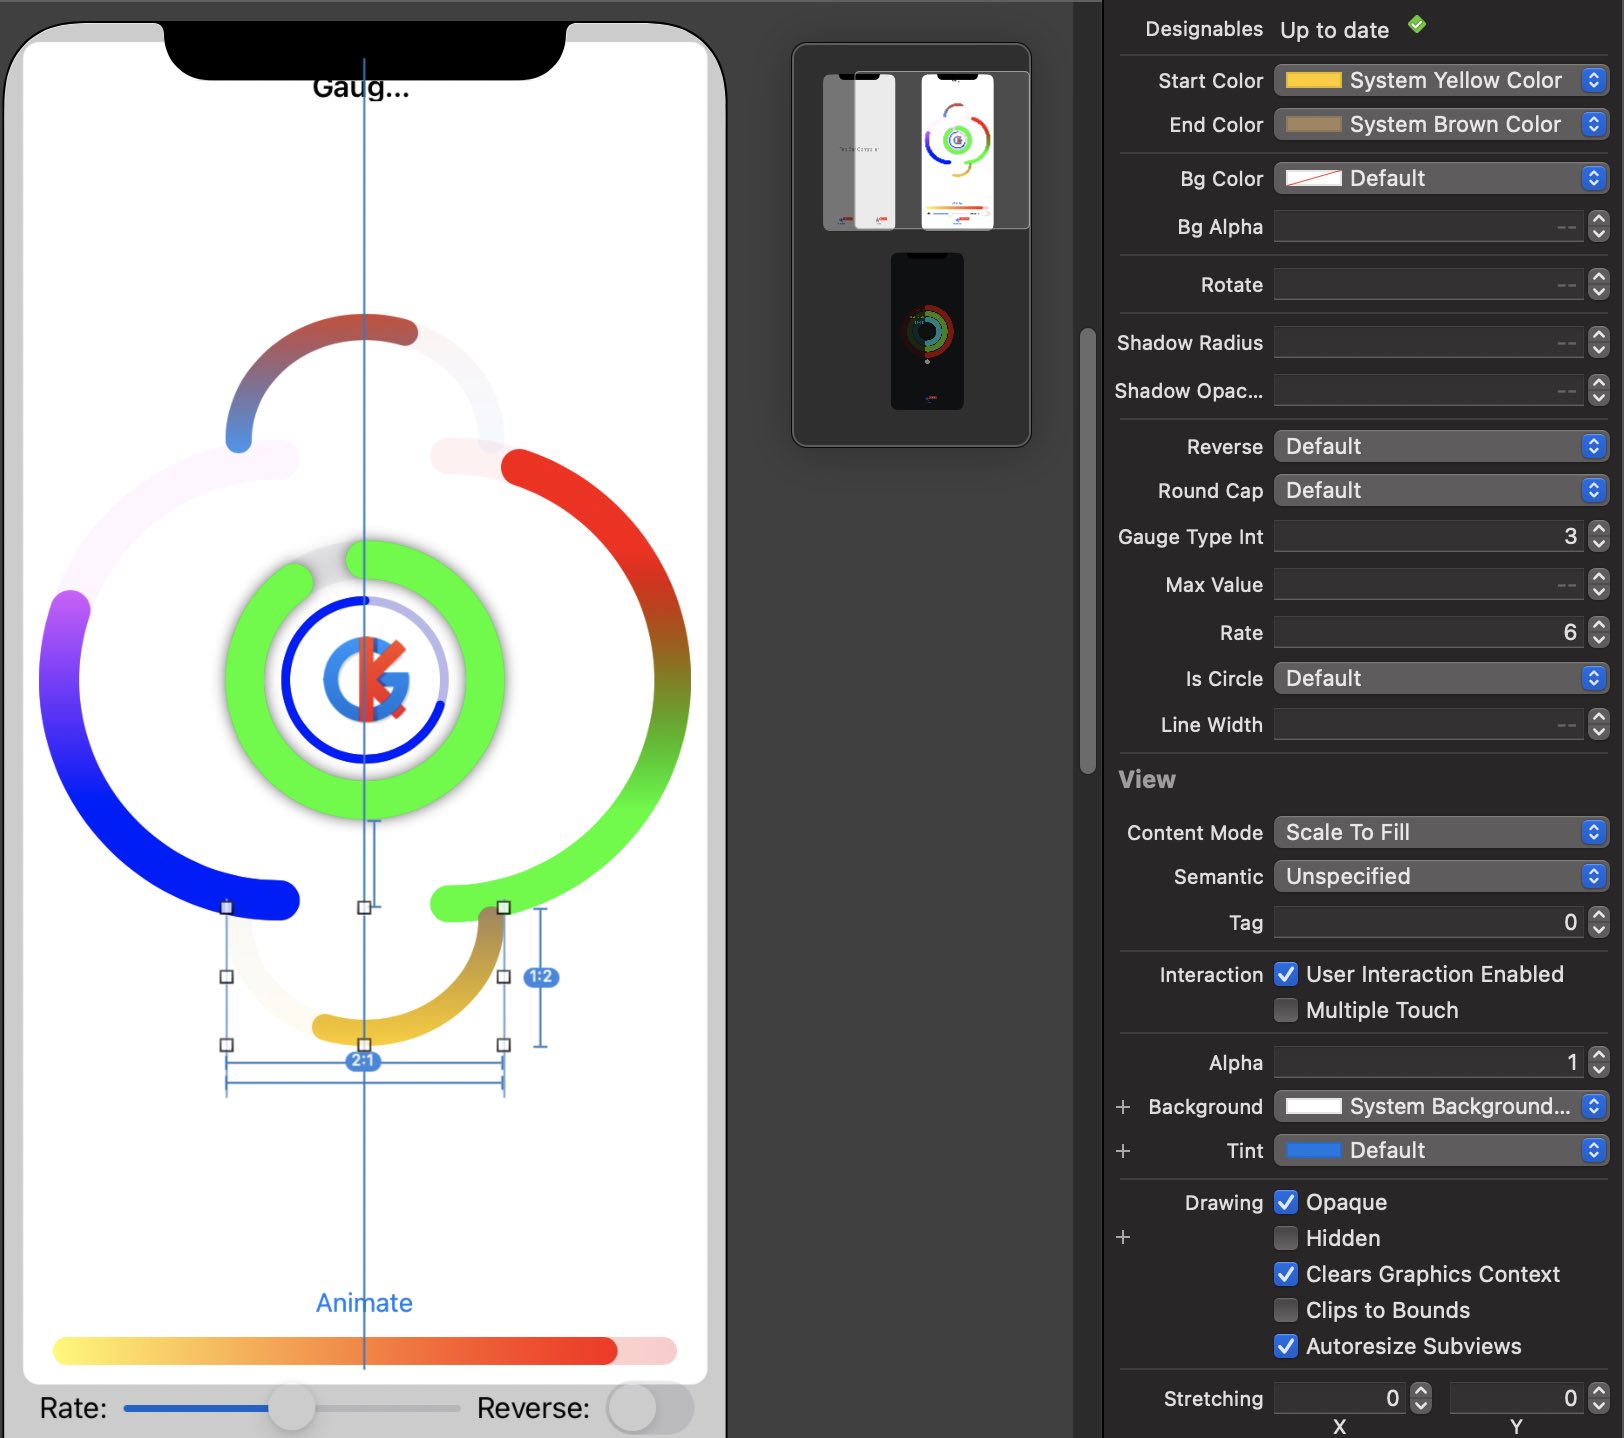 Gaug...
1:2
2:1
Animate
Rate:
Reverse:
Designables Up to date
Start Color System Yellow Color
End Color System Brown Color
Bg Color Default
Bg Alpha --
Rotate --
Shadow Radius --
Shadow Opac... --
Reverse Default
Round Cap Default
Gauge Type Int 3
Max Value --
Rate 6
Is Circle Default
Line Width --
View
Content Mode Scale To Fill
Semantic Unspecified
Tag 0
Interaction User Interaction Enabled
Multiple Touch
Alpha 1
+ Background System Background...
+ Tint Default
Drawing Opaque
+ Hidden
Clears Graphics Context
Clips to Bounds
Autoresize Subviews
Stretching 0 0
X Y